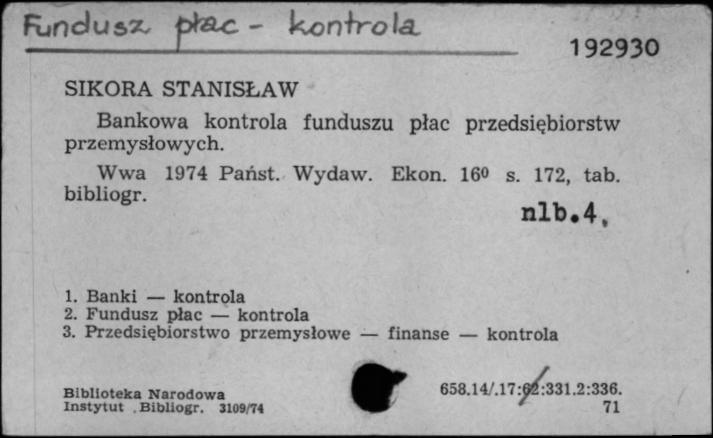 Fundusz płac - kontrola
192930
SIKORA STANISŁAW
Bankowa kontrola funduszu płac przedsiębiorstw
przemysłowych.
Wwa 1974 Państ. Wydaw. Ekon. 16⁰ s. 172, tab.
bibliogr.
nlb.4.
1. Banki — kontrola
2. Fundusz płac — kontrola
3. Przedsiębiorstwo przemysłowe — finanse — kontrola
Biblioteka Narodowa
Instytut Bibliogr. 3109/74
658.14/.17:62:331.2:336.
71